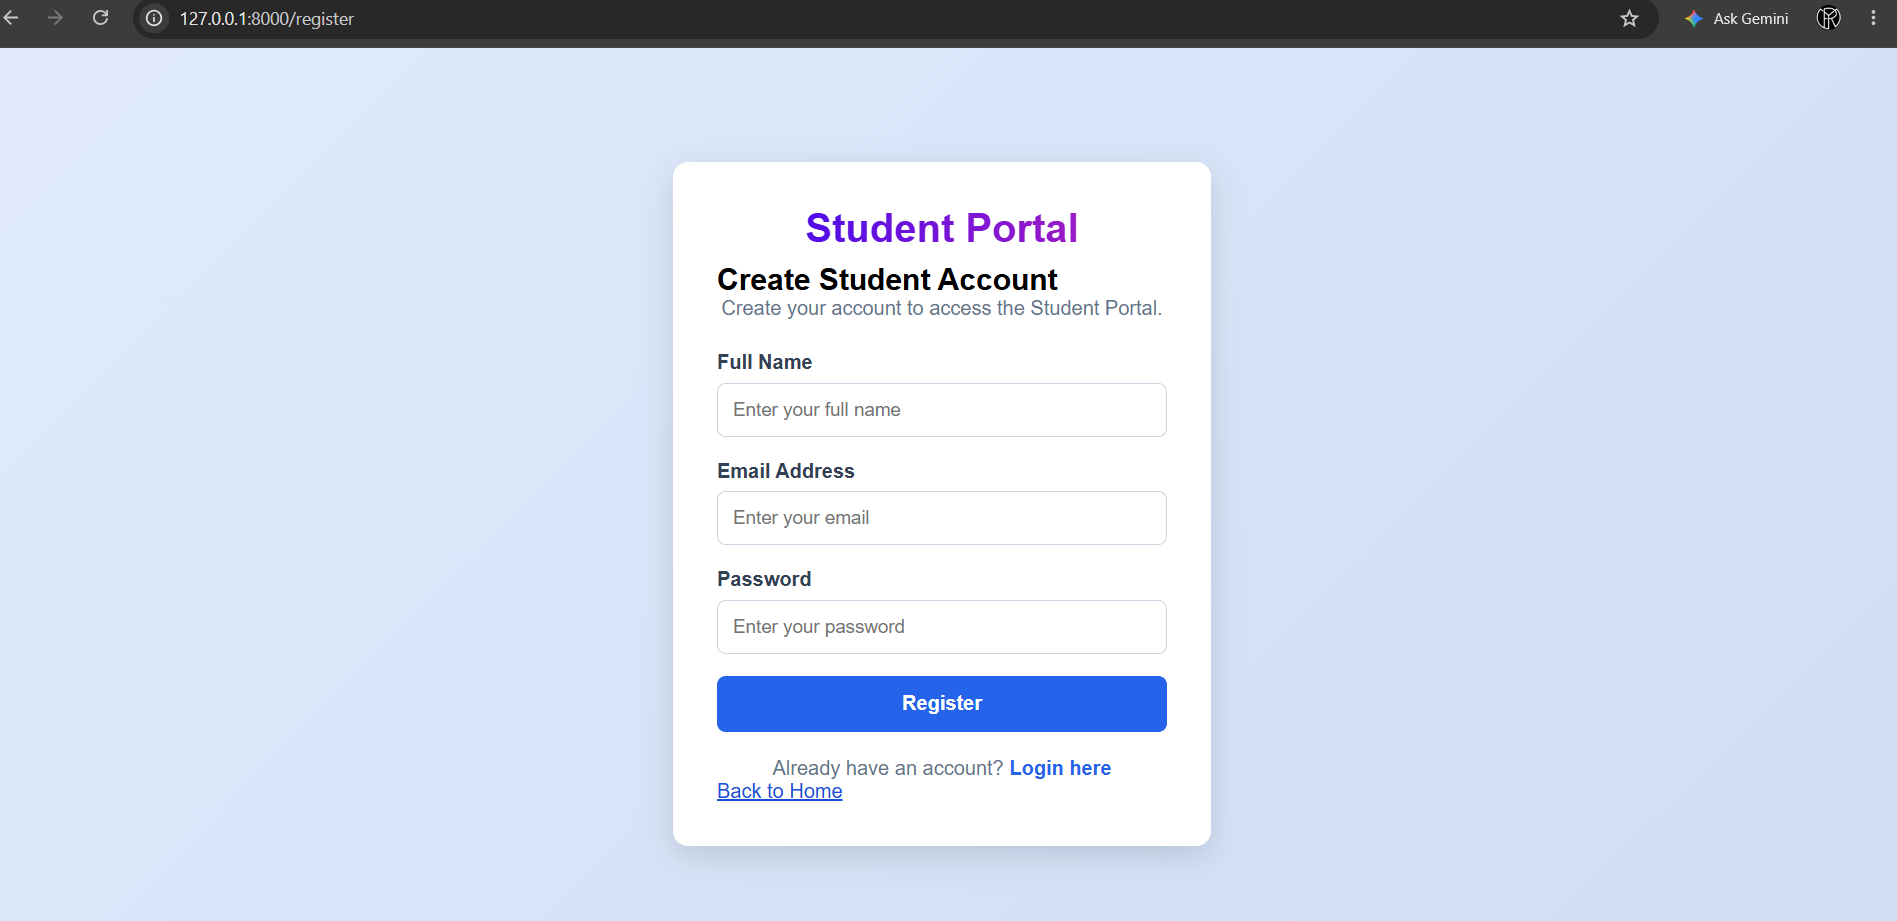 127.0.0.1:8000/register
Ask Gemini
Student Portal
Create Student Account
Create your account to access the Student Portal.
Full Name
Enter your full name
Email Address
Enter your email
Password
Enter your password
Register
Already have an account? Login here
Back to Home